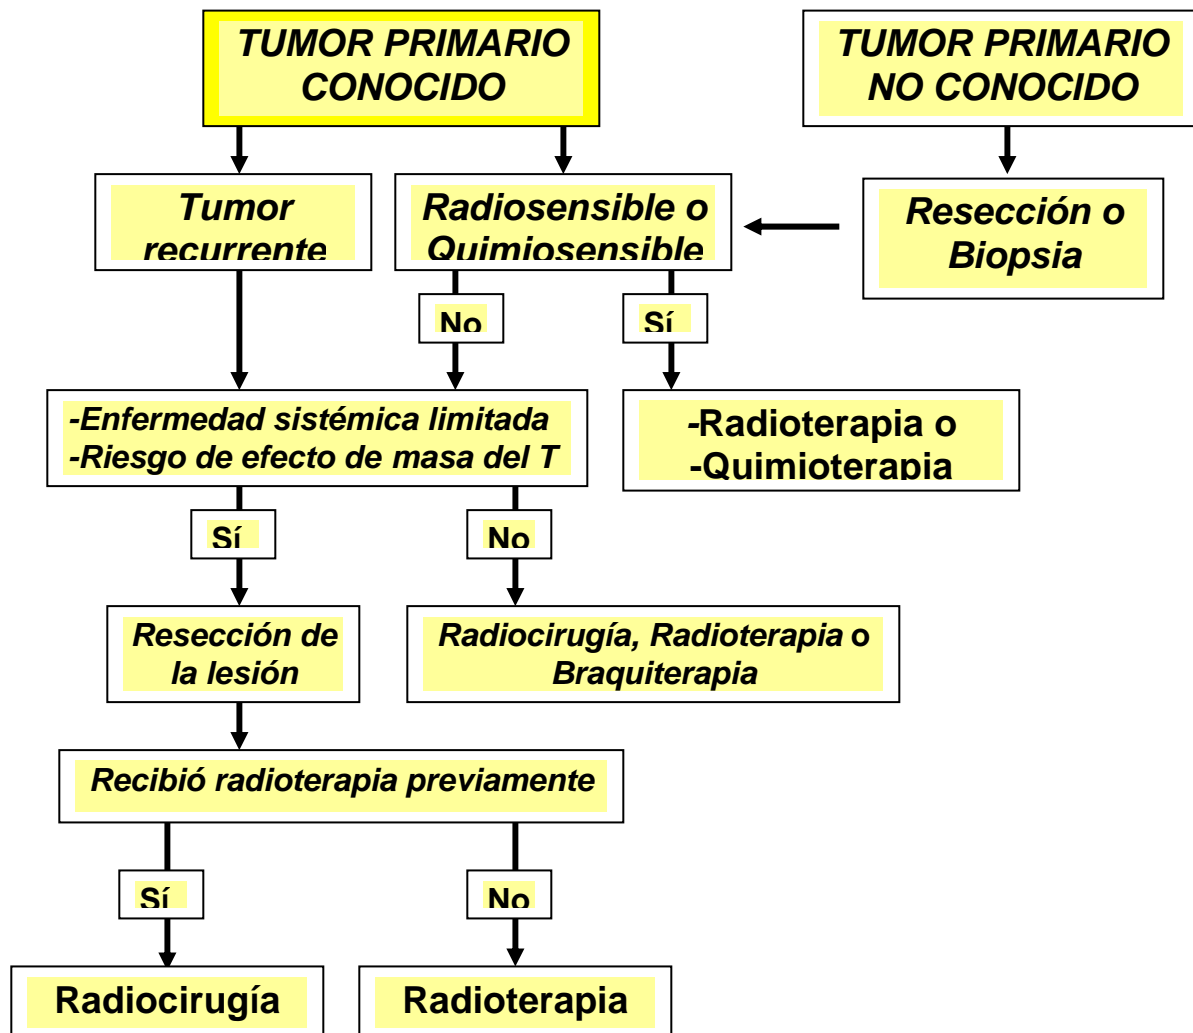 TUMOR PRIMARIO
CONOCIDO
TUMOR PRIMARIO
NO CONOCIDO
Tumor
recurrente
Radiosensible o
Quimiosensible
Resección o
Biopsia
No
Sí
-Enfermedad sistémica limitada
-Riesgo de efecto de masa del T
-Radioterapia o
-Quimioterapia
Sí
No
Resección de
la lesión
Radiocirugía, Radioterapia o
Braquiterapia
Recibió radioterapia previamente
Sí
No
Radiocirugía
Radioterapia